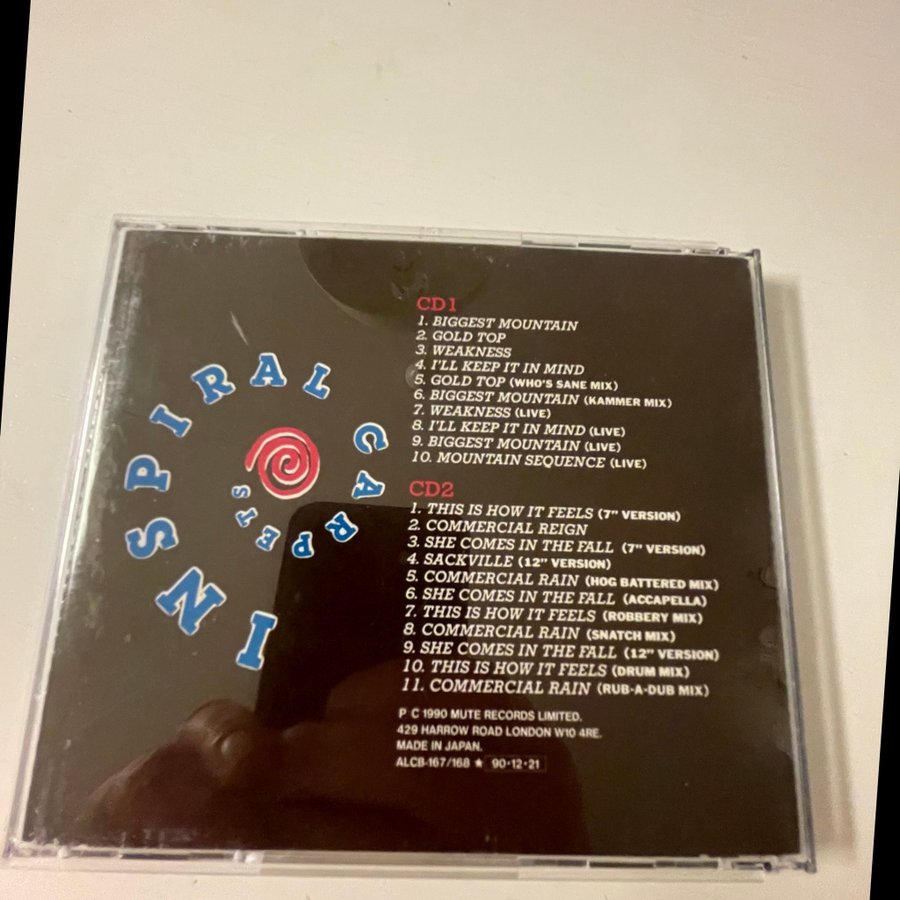 INSPIRAL CARPETS
CD1
1. BIGGEST MOUNTAIN
2. GOLD TOP
3. WEAKNESS
4. I'LL KEEP IT IN MIND
5. GOLD TOP (WHO'S SANE MIX)
6. BIGGEST MOUNTAIN (KAMMER MIX)
7. WEAKNESS (LIVE)
8. I'LL KEEP IT IN MIND (LIVE)
9. BIGGEST MOUNTAIN (LIVE)
10. MOUNTAIN SEQUENCE (LIVE)
CD2
1. THIS IS HOW IT FEELS (7" VERSION)
2. COMMERCIAL REIGN
3. SHE COMES IN THE FALL (7" VERSION)
4. SACKVILLE (12" VERSION)
5. COMMERCIAL RAIN (HOG BATTERED MIX)
6. SHE COMES IN THE FALL (ACCAPELLA)
7. THIS IS HOW IT FEELS (ROBBERY MIX)
8. COMMERCIAL RAIN (SNATCH MIX)
9. SHE COMES IN THE FALL (12" VERSION)
10. THIS IS HOW IT FEELS (DRUM MIX)
11. COMMERCIAL RAIN (RUB-A-DUB MIX)
P C 1990 MUTE RECORDS LIMITED.
429 HARROW ROAD LONDON W10 4RE.
MADE IN JAPAN.
ALCB-167/168 ★ 90·12·21